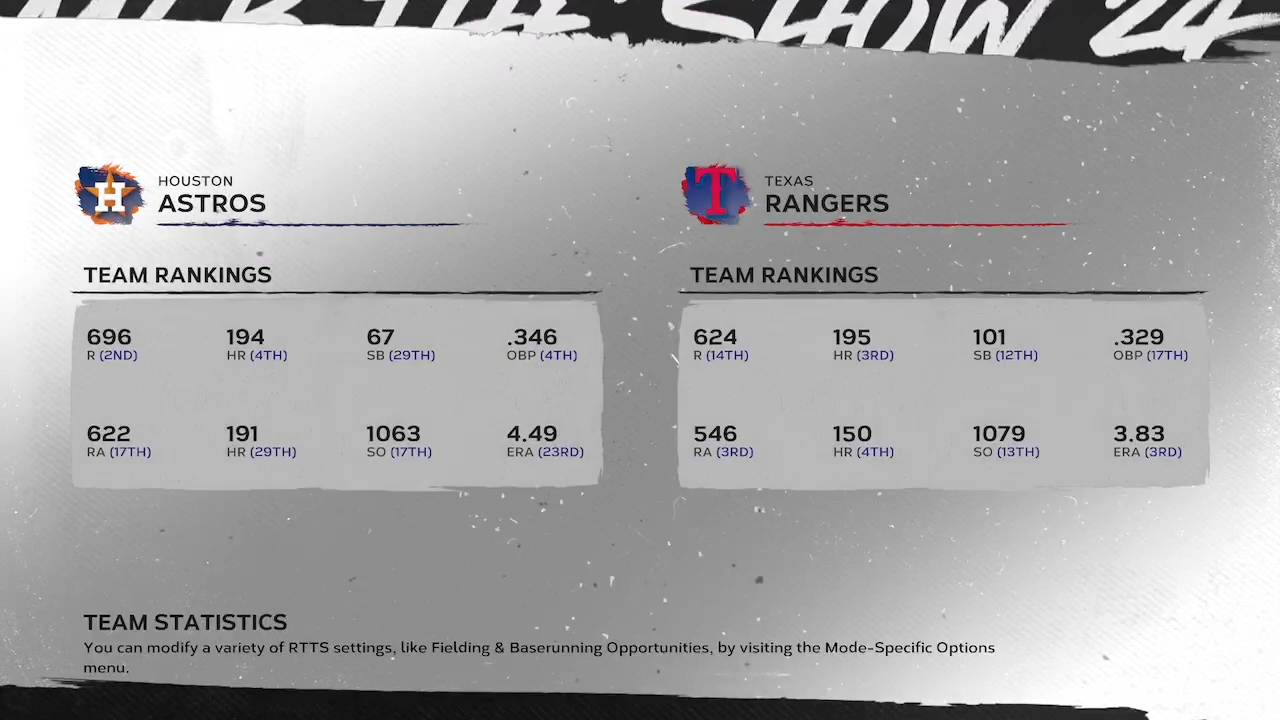 MLB THE SHOW 24
HOUSTON
ASTROS
TEAM RANKINGS
696 194 67 .346
R (2ND) HR (4TH) SB (29TH) OBP (4TH)
622 191 1063 4.49
RA (17TH) HR (29TH) SO (17TH) ERA (23RD)
TEXAS
RANGERS
TEAM RANKINGS
624 195 101 .329
R (14TH) HR (3RD) SB (12TH) OBP (17TH)
546 150 1079 3.83
RA (3RD) HR (4TH) SO (13TH) ERA (3RD)
TEAM STATISTICS
You can modify a variety of RTTS settings, like Fielding & Baserunning Opportunities, by visiting the Mode-Specific Options
menu.